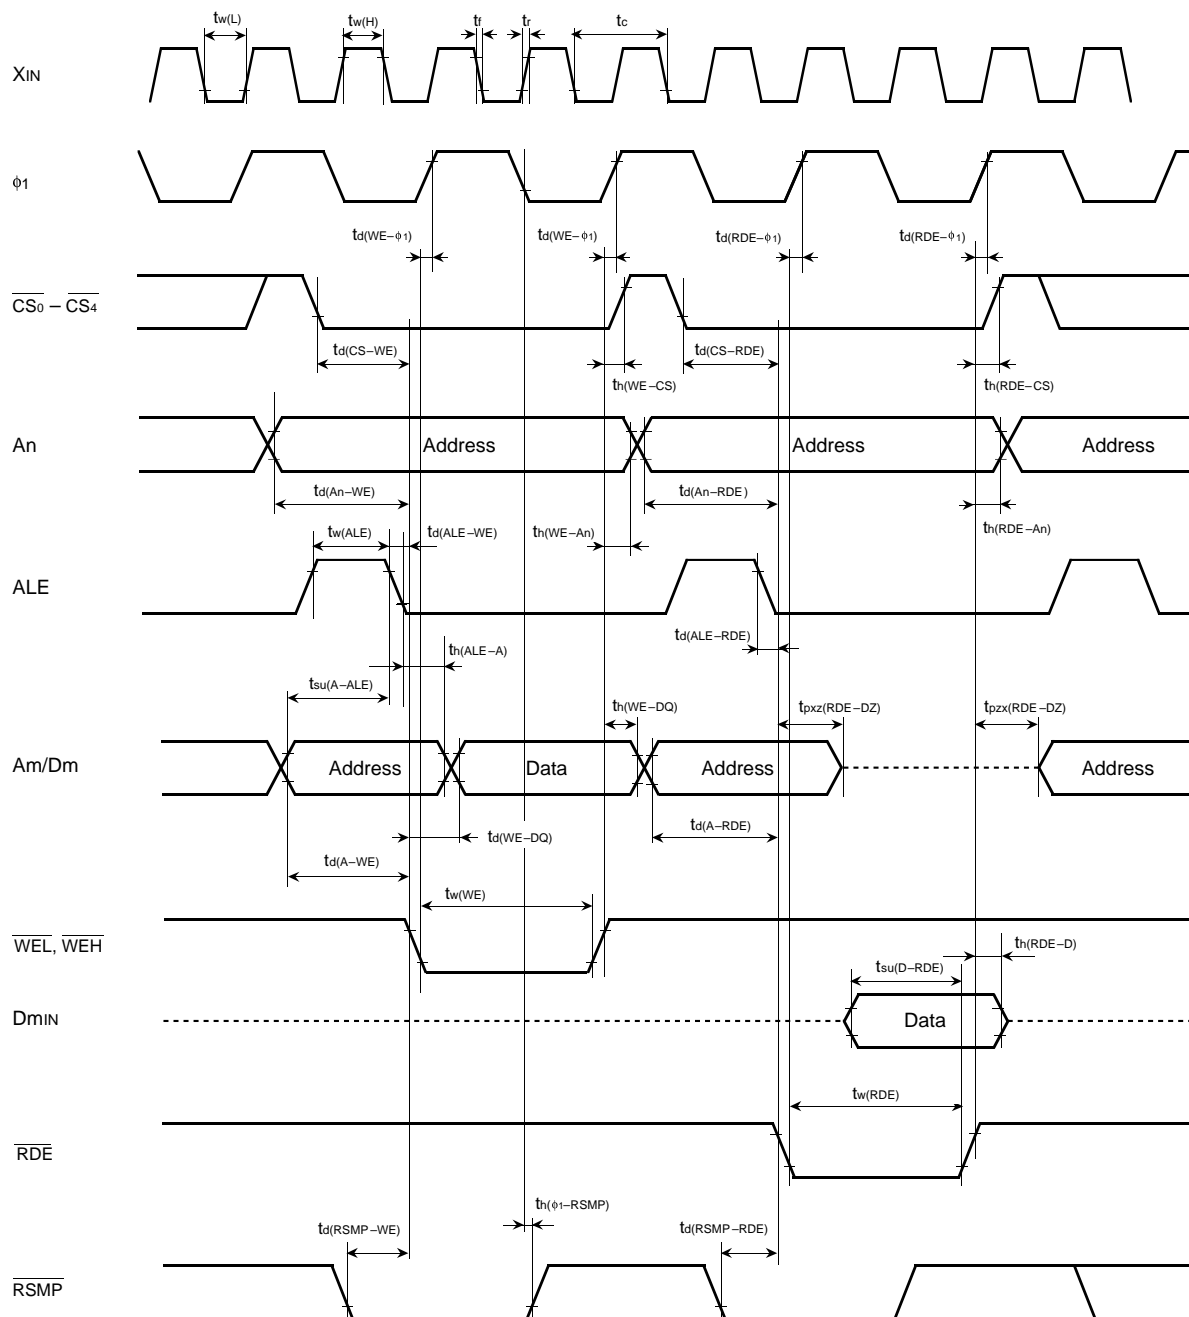 tw(L) tw(H) tf tr tc
XIN
ϕ1
td(WE–ϕ1) td(WE–ϕ1) td(RDE–ϕ1) td(RDE–ϕ1)
CS0 – CS4
td(CS–WE) td(CS–RDE)
th(WE–CS) th(RDE–CS)
An Address Address Address
td(An–WE) td(An–RDE)
tw(ALE) td(ALE–WE) th(WE–An) th(RDE–An)
ALE
td(ALE–RDE)
th(ALE–A)
tsu(A–ALE)
th(WE–DQ) tpxz(RDE–DZ) tpzx(RDE–DZ)
Am/Dm Address Data Address Address
td(WE–DQ) td(A–RDE)
td(A–WE)
tw(WE)
WEL, WEH
th(RDE–D)
tsu(D–RDE)
DmIN Data
tw(RDE)
RDE
th(ϕ1–RSMP)
td(RSMP–WE) td(RSMP–RDE)
RSMP